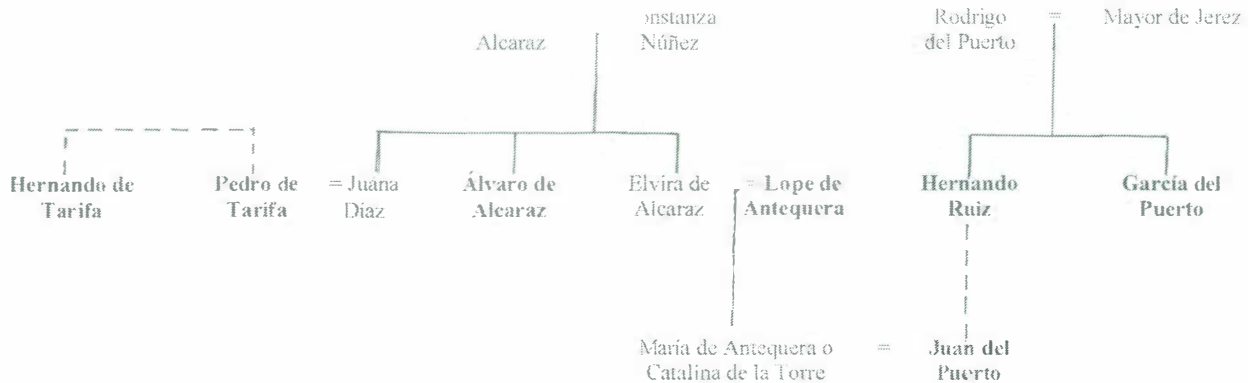 onstanza
Alcaraz Núñez
Rodrigo = Mayor de Jerez
del Puerto
Hernando de
Tarifa
Pedro de
Tarifa
= Juana
Díaz
Álvaro de
Alcaraz
Elvira de
Alcaraz
= Lope de
Antequera
Hernando
Ruiz
García del
Puerto
María de Antequera o
Catalina de la Torre
= Juan del
Puerto